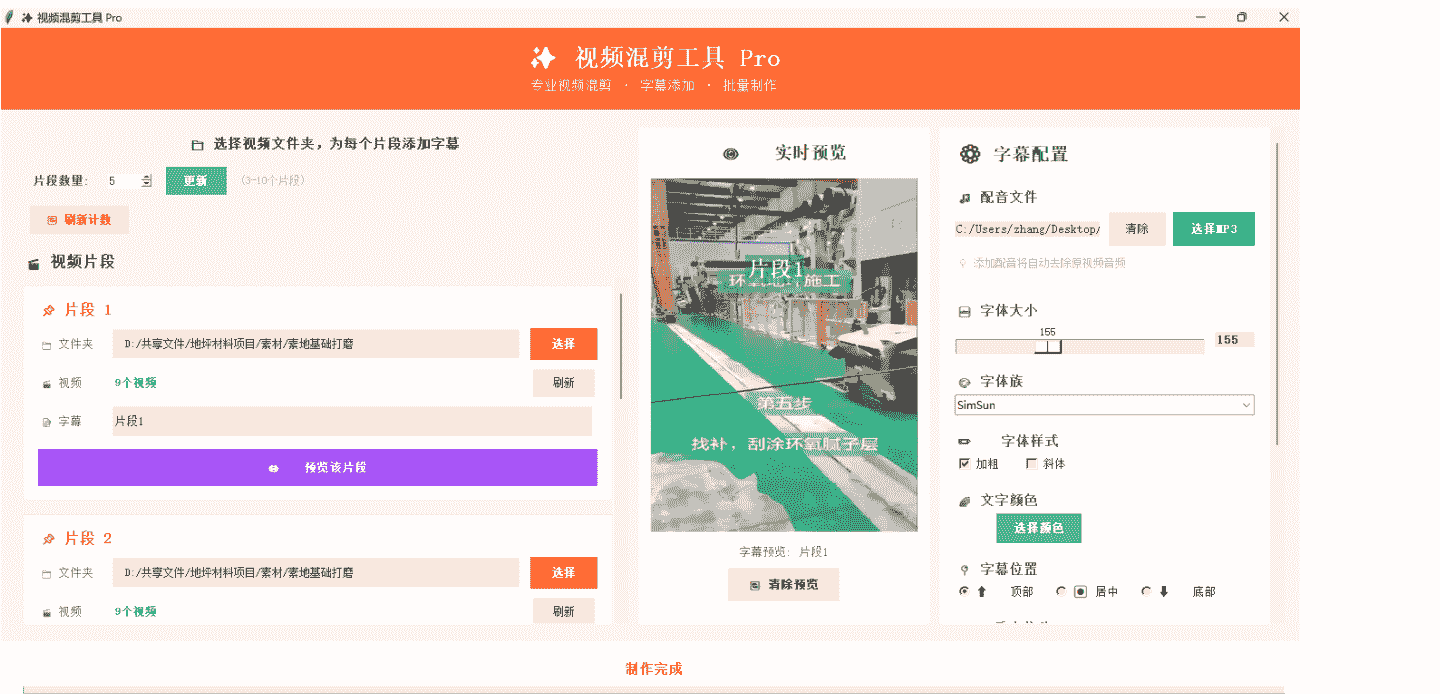 视频混剪工具 Pro
视频混剪工具 Pro
专业视频混剪 · 字幕添加 · 批量制作
选择视频文件夹，为每个片段添加字幕
片段数量: 5 更新 (3-10个片段)
刷新计数
视频片段
片段 1
文件夹 D:/共享文件/地坪材料项目/素材/素地基础打磨 选择
视频 9个视频 刷新
字幕 片段1
预览该片段
片段 2
文件夹 D:/共享文件/地坪材料项目/素材/素地基础打磨 选择
视频 9个视频 刷新
实时预览
片段1
环氧地坪施工
第五步
找补，刮涂环氧腻子层
字幕预览: 片段1
清除预览
字幕配置
配音文件
C:/Users/zhang/Desktop/ 清除 选择MP3
添加配音将自动去除原视频音频
字体大小
155
155
字体族
SimSun
字体样式
加粗 斜体
文字颜色
选择颜色
字幕位置
顶部 居中 底部
制作完成